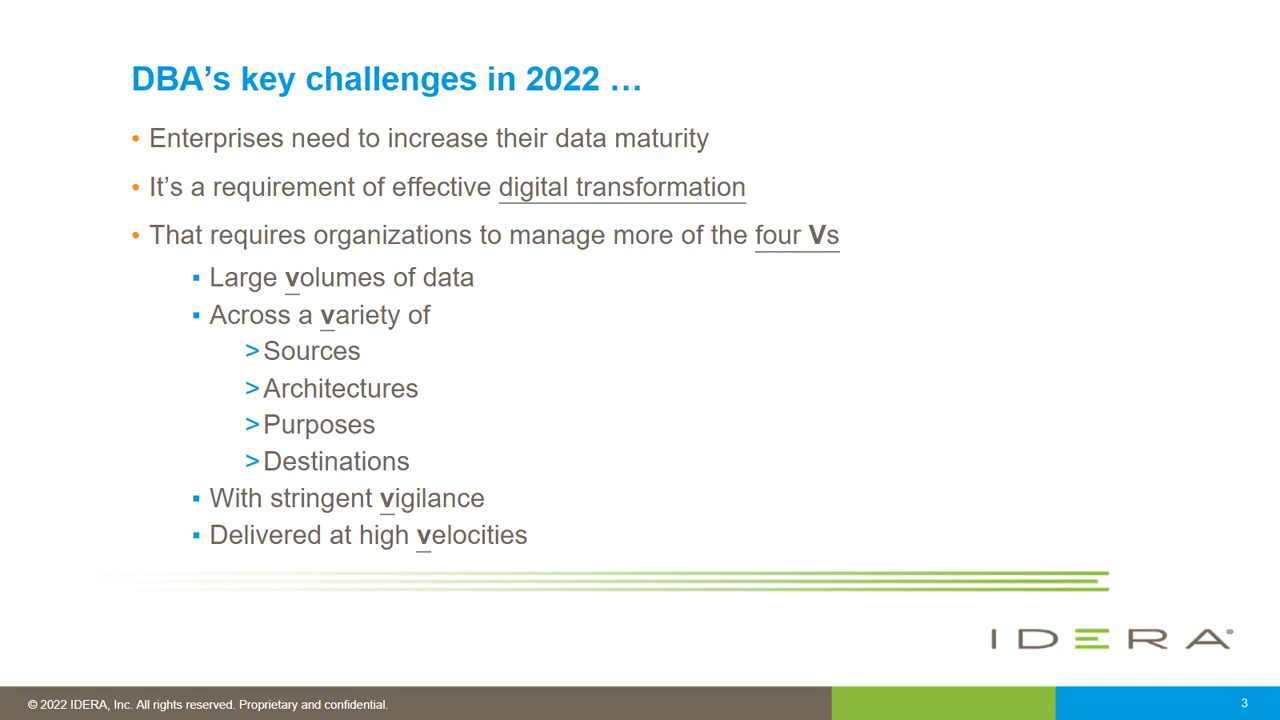 DBA’s key challenges in 2022 …
• Enterprises need to increase their data maturity
• It’s a requirement of effective digital transformation
• That requires organizations to manage more of the four Vs
▪ Large volumes of data
▪ Across a variety of
> Sources
> Architectures
> Purposes
> Destinations
▪ With stringent vigilance
▪ Delivered at high velocities
IDERA®
© 2022 IDERA, Inc. All rights reserved. Proprietary and confidential.
3